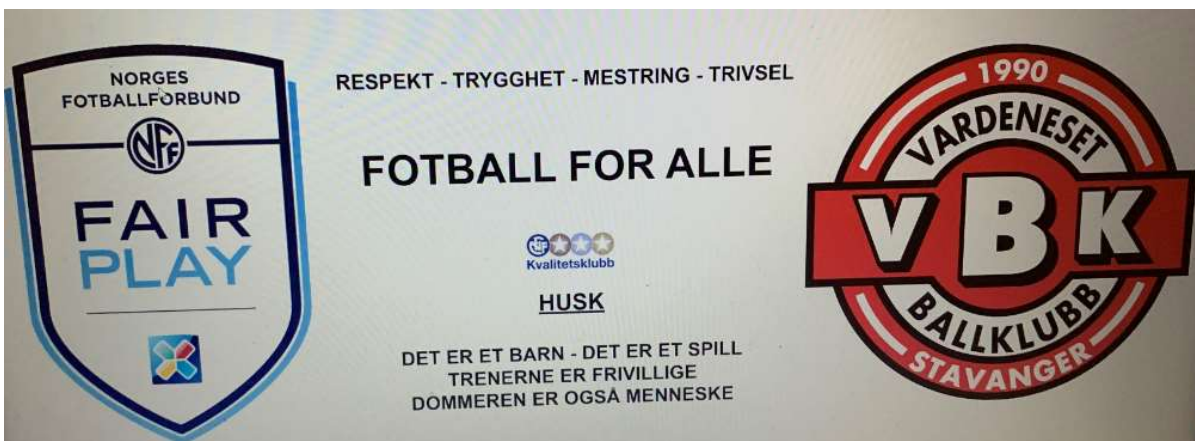 NORGES
FOTBALLFORBUND
NFF
FAIR
PLAY
RESPEKT - TRYGGHET - MESTRING - TRIVSEL
FOTBALL FOR ALLE
NFF
Kvalitetsklubb
HUSK
DET ER ET BARN - DET ER ET SPILL
TRENERNE ER FRIVILLIGE
DOMMEREN ER OGSÅ MENNESKE
1990
VARDENESET
VBK
BALLKLUBB
STAVANGER